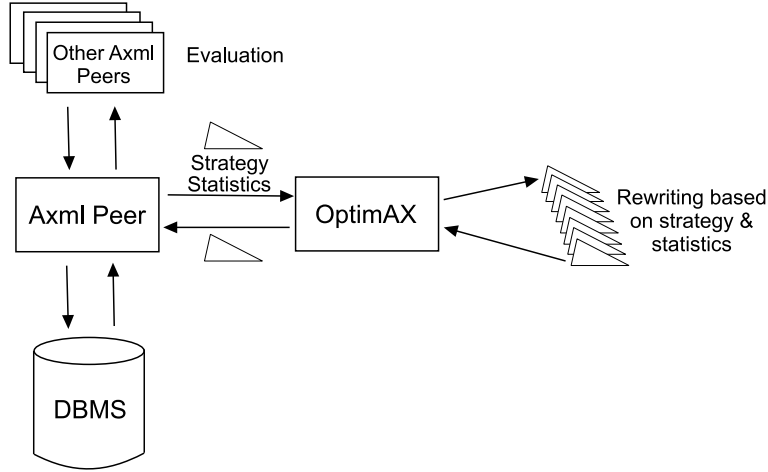 Other Axml
Peers
Evaluation
Strategy
Statistics
Axml Peer
OptimAX
Rewriting based
on strategy &
statistics
DBMS